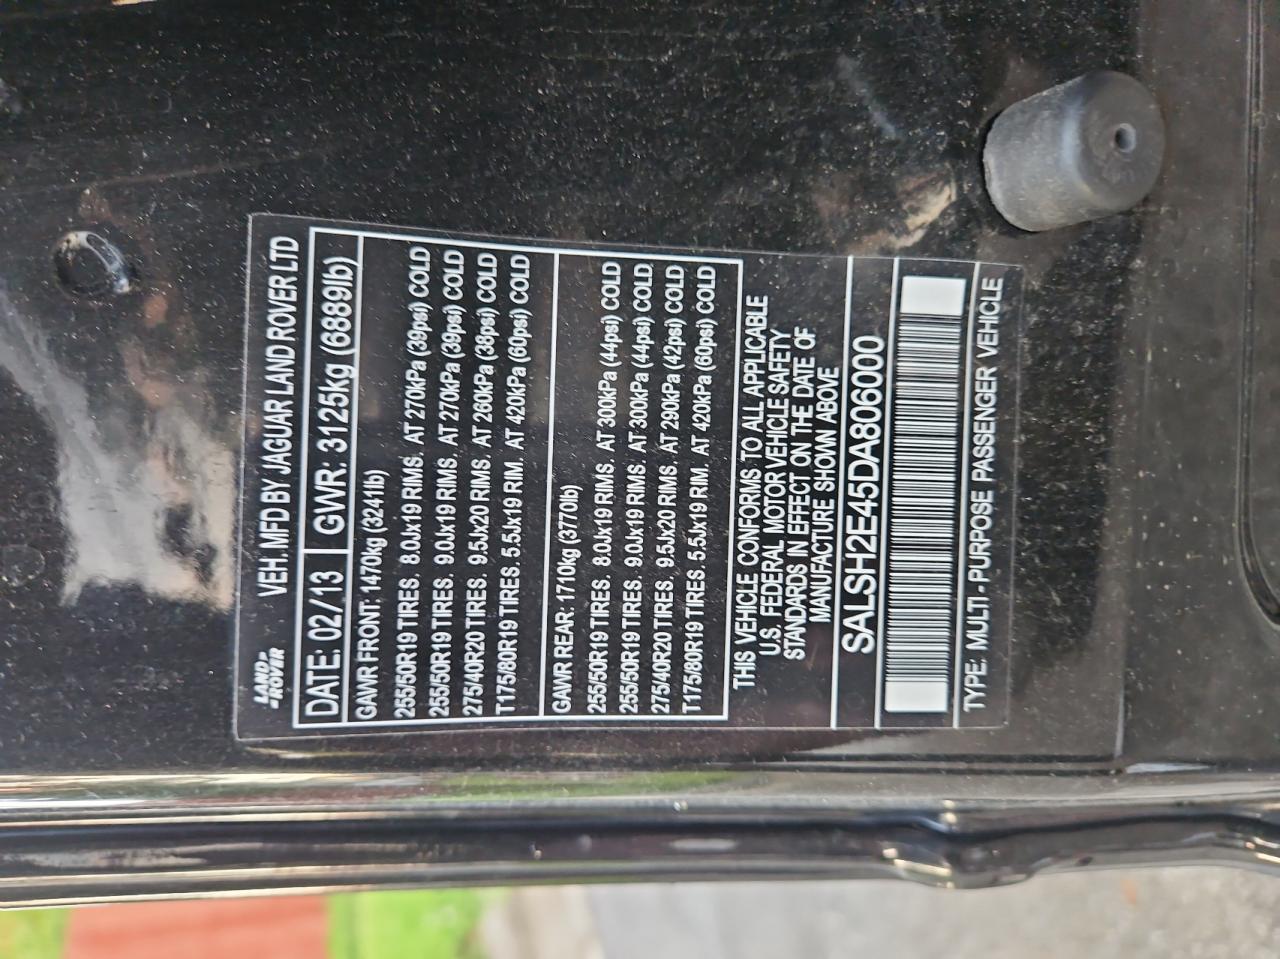 LAND
ROVER
VEH. MFD BY JAGUAR LAND ROVER LTD
DATE: 02/13 GWR: 3125kg (6889lb)
GAWR FRONT: 1470kg (3241lb)
255/50R19 TIRES. 8.0Jx19 RIMS. AT 270kPa (39psi) COLD
255/50R19 TIRES. 9.0Jx19 RIMS. AT 270kPa (39psi) COLD
275/40R20 TIRES. 9.5Jx20 RIMS. AT 260kPa (38psi) COLD
T175/80R19 TIRES. 5.5Jx19 RIM. AT 420kPa (60psi) COLD
GAWR REAR: 1710kg (3770lb)
255/50R19 TIRES. 8.0Jx19 RIMS. AT 300kPa (44psi) COLD
255/50R19 TIRES. 9.0Jx19 RIMS. AT 300kPa (44psi) COLD
275/40R20 TIRES. 9.5Jx20 RIMS. AT 290kPa (42psi) COLD
T175/80R19 TIRES. 5.5Jx19 RIM. AT 420kPa (60psi) COLD
THIS VEHICLE CONFORMS TO ALL APPLICABLE
U.S. FEDERAL MOTOR VEHICLE SAFETY
STANDARDS IN EFFECT ON THE DATE OF
MANUFACTURE SHOWN ABOVE
SALSH2E45DA806000
TYPE: MULTI-PURPOSE PASSENGER VEHICLE